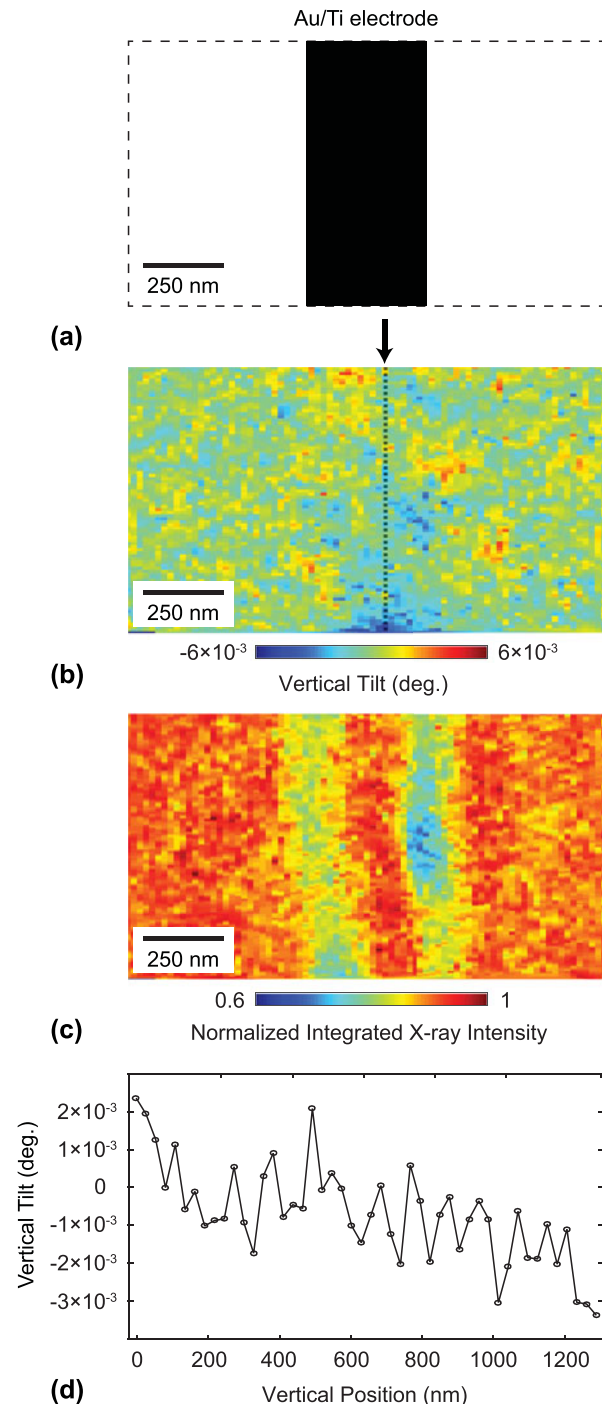 Au/Ti electrode
250 nm
(a)
250 nm
-6×10⁻³ 6×10⁻³
(b)
Vertical Tilt (deg.)
250 nm
0.6 1
(c)
Normalized Integrated X-ray Intensity
Vertical Tilt (deg.)
2×10⁻³
1×10⁻³
0
-1×10⁻³
-2×10⁻³
-3×10⁻³
0 200 400 600 800 1000 1200
(d)
Vertical Position (nm)